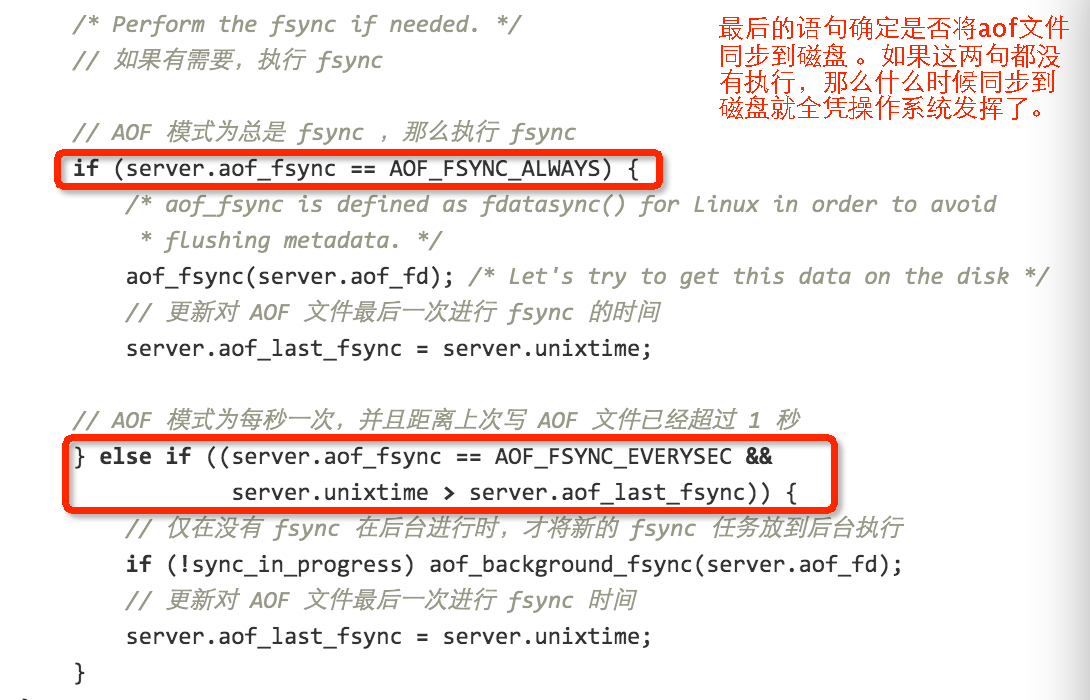 /* Perform the fsync if needed. */
// 如果有需要，执行 fsync
最后的语句确定是否将aof文件
同步到磁盘 。如果这两句都没
有执行，那么什么时候同步到
磁盘就全凭操作系统发挥了。
// AOF 模式为总是 fsync ，那么执行 fsync
if (server.aof_fsync == AOF_FSYNC_ALWAYS) {
/* aof_fsync is defined as fdatasync() for Linux in order to avoid
* flushing metadata. */
aof_fsync(server.aof_fd); /* Let's try to get this data on the disk */
// 更新对 AOF 文件最后一次进行 fsync 的时间
server.aof_last_fsync = server.unixtime;
// AOF 模式为每秒一次，并且距离上次写 AOF 文件已经超过 1 秒
} else if ((server.aof_fsync == AOF_FSYNC_EVERYSEC &&
server.unixtime > server.aof_last_fsync)) {
// 仅在没有 fsync 在后台进行时，才将新的 fsync 任务放到后台执行
if (!sync_in_progress) aof_background_fsync(server.aof_fd);
// 更新对 AOF 文件最后一次进行 fsync 时间
server.aof_last_fsync = server.unixtime;
}